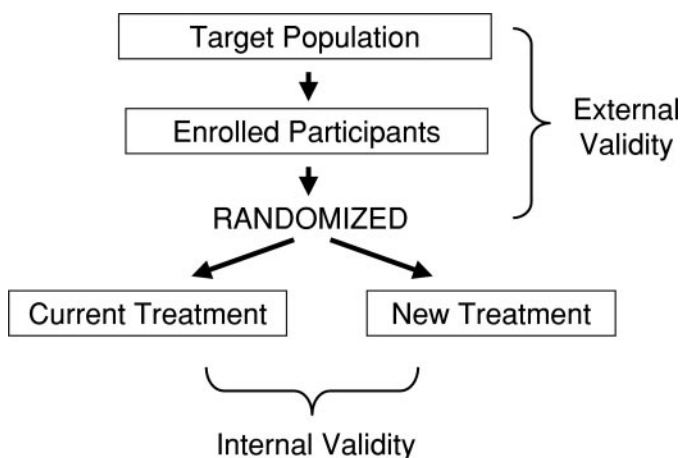 Target Population
Enrolled Participants
External
Validity
RANDOMIZED
Current Treatment
New Treatment
Internal Validity